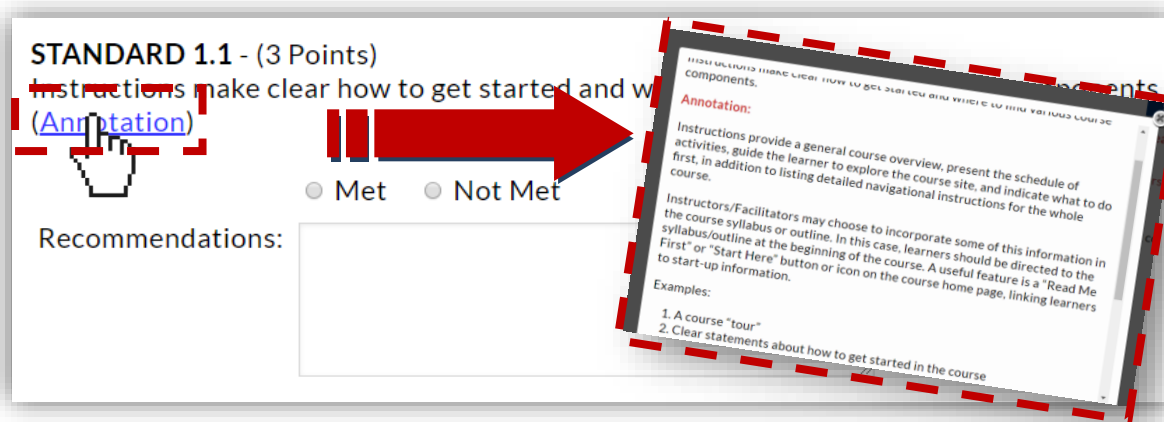 STANDARD 1.1 - (3 Points)
Instructions make clear how to get started and w
(Annotation)
Met
Not Met
Recommendations:
Instructions make clear how to get started and where to find various course
components.
Annotation:
Instructions provide a general course overview, present the schedule of
activities, guide the learner to explore the course site, and indicate what to do
first, in addition to listing detailed navigational instructions for the whole
course.
Instructors/Facilitators may choose to incorporate some of this information in
the course syllabus or outline. In this case, learners should be directed to the
syllabus/outline at the beginning of the course. A useful feature is a "Read Me
First" or "Start Here" button or icon on the course home page, linking learners
to start-up information.
Examples:
1. A course "tour"
2. Clear statements about how to get started in the course